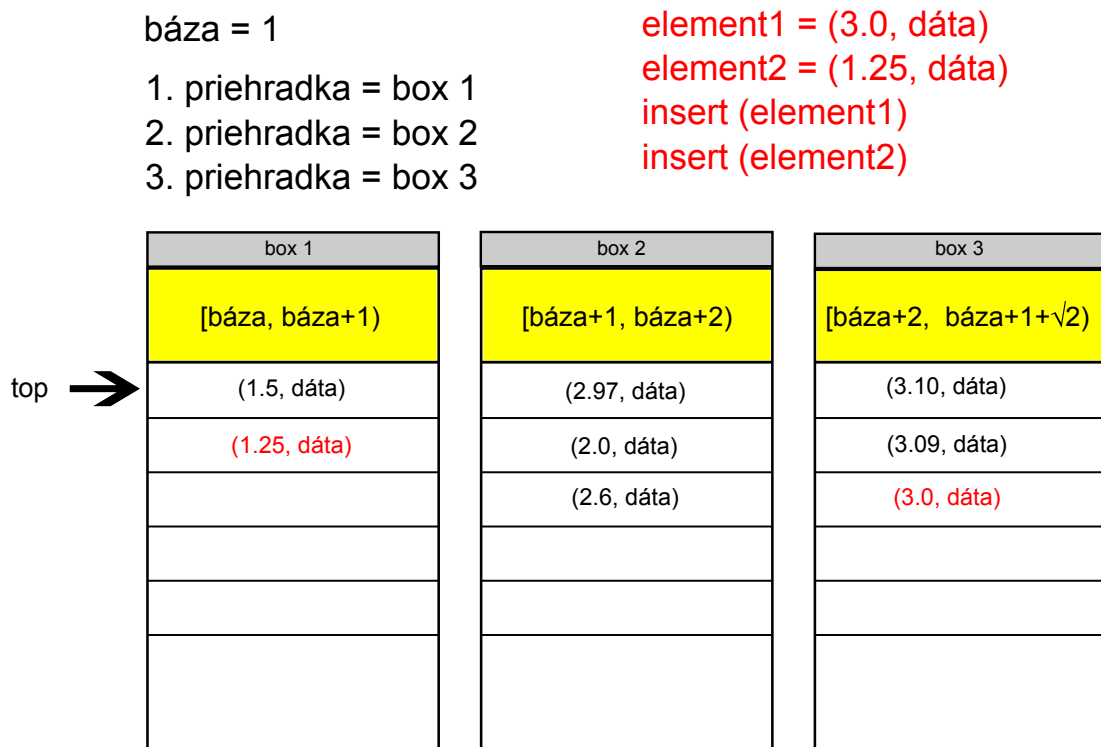 báza = 1
1. priehradka = box 1
2. priehradka = box 2
3. priehradka = box 3
element1 = (3.0, dáta)
element2 = (1.25, dáta)
insert (element1)
insert (element2)
box 1
box 2
box 3
[báza, báza+1)
[báza+1, báza+2)
[báza+2, báza+1+√2)
top
(1.5, dáta)
(2.97, dáta)
(3.10, dáta)
(1.25, dáta)
(2.0, dáta)
(3.09, dáta)
(2.6, dáta)
(3.0, dáta)